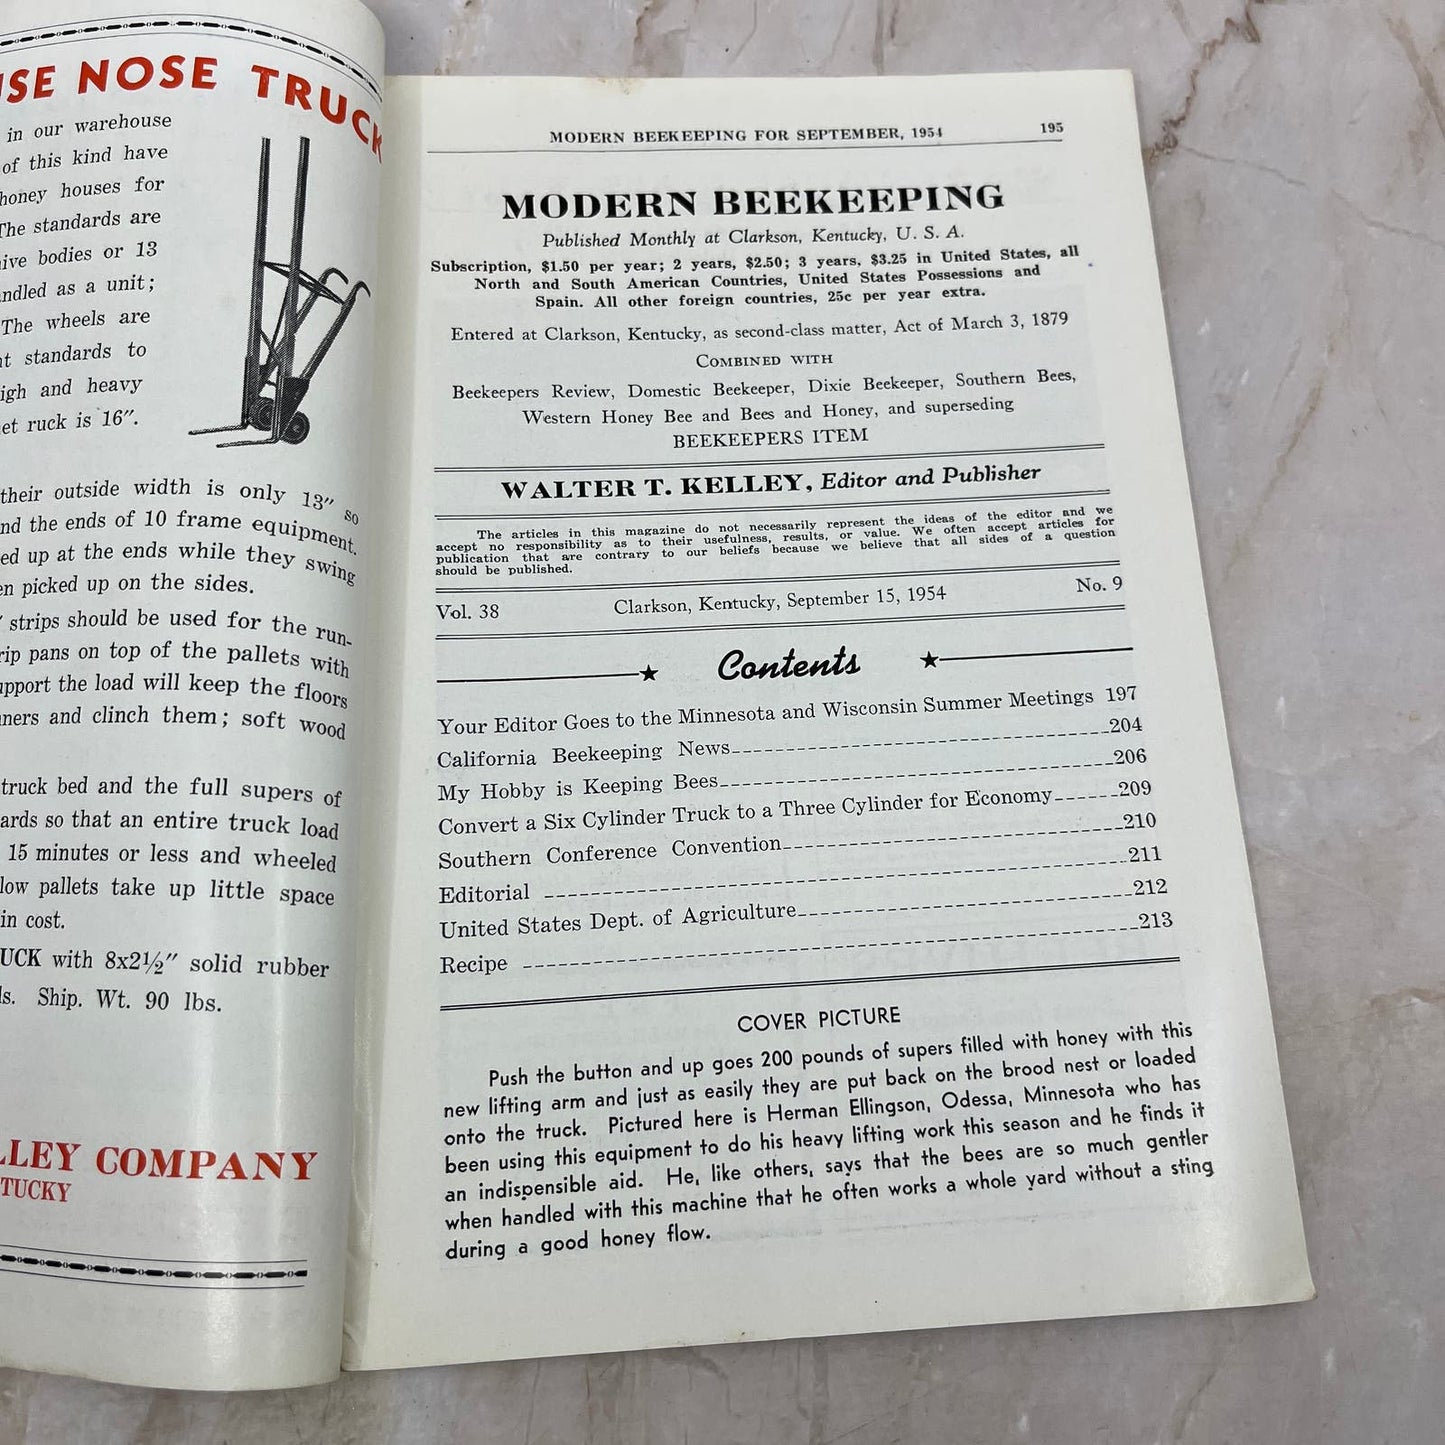 USE NOSE TRUCK
in our warehouse
of this kind have
honey houses for
The standards are
hive bodies or 13
handled as a unit;
The wheels are
standards to
high and heavy
ruck is 16".
their outside width is only 13" so
and the ends of 10 frame equipment.
ed up at the ends while they swing
picked up on the sides.
strips should be used for the run-
rip pans on top of the pallets with
support the load will keep the floors
ners and clinch them; soft wood
truck bed and the full supers of
ards so that an entire truck load
15 minutes or less and wheeled
low pallets take up little space
in cost.
UCK with 8x2½" solid rubber
ls. Ship. Wt. 90 lbs.
LLEY COMPANY
TUCKY
MODERN BEEKEEPING FOR SEPTEMBER, 1954 195
MODERN BEEKEEPING
Published Monthly at Clarkson, Kentucky, U. S. A.
Subscription, $1.50 per year; 2 years, $2.50; 3 years, $3.25 in United States, all
North and South American Countries, United States Possessions and
Spain. All other foreign countries, 25c per year extra.
Entered at Clarkson, Kentucky, as second-class matter, Act of March 3, 1879
COMBINED WITH
Beekeepers Review, Domestic Beekeeper, Dixie Beekeeper, Southern Bees,
Western Honey Bee and Bees and Honey, and superseding
BEEKEEPERS ITEM
WALTER T. KELLEY, Editor and Publisher
The articles in this magazine do not necessarily represent the ideas of the editor and we
accept no responsibility as to their usefulness, results, or value. We often accept articles for
publication that are contrary to our beliefs because we believe that all sides of a question
should be published.
Vol. 38 Clarkson, Kentucky, September 15, 1954 No. 9
Contents
Your Editor Goes to the Minnesota and Wisconsin Summer Meetings 197
California Beekeeping News 204
My Hobby is Keeping Bees 206
Convert a Six Cylinder Truck to a Three Cylinder for Economy 209
Southern Conference Convention 210
Editorial 211
United States Dept. of Agriculture 212
Recipe 213
COVER PICTURE
Push the button and up goes 200 pounds of supers filled with honey with this
new lifting arm and just as easily they are put back on the brood nest or loaded
onto the truck. Pictured here is Herman Ellingson, Odessa, Minnesota who has
been using this equipment to do his heavy lifting work this season and he finds it
an indispensible aid. He, like others, says that the bees are so much gentler
when handled with this machine that he often works a whole yard without a sting
during a good honey flow.